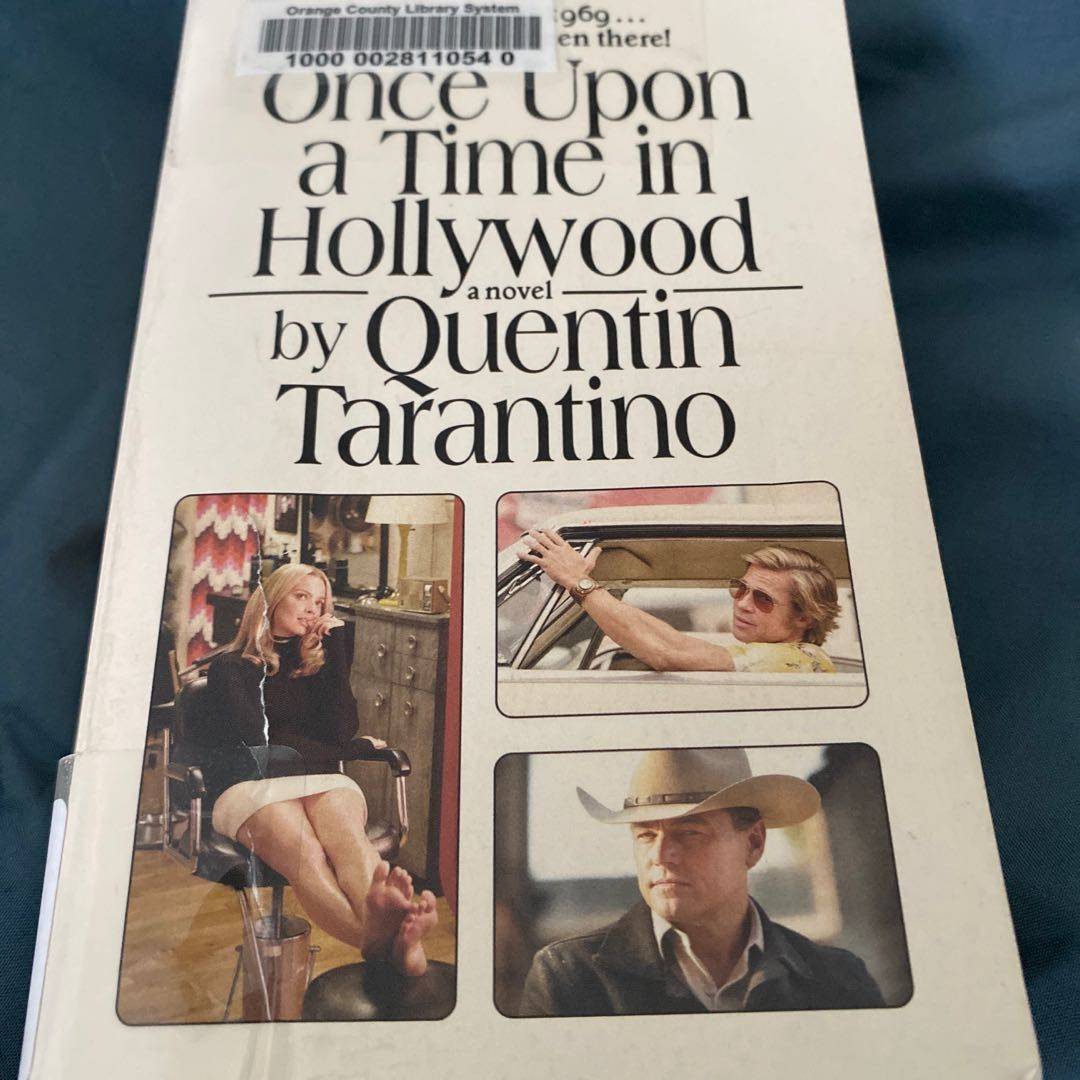 Orange County Library System
1000 002811054 0
969...
en there!
Once Upon
a Time in
Hollywood
a novel
by Quentin
Tarantino